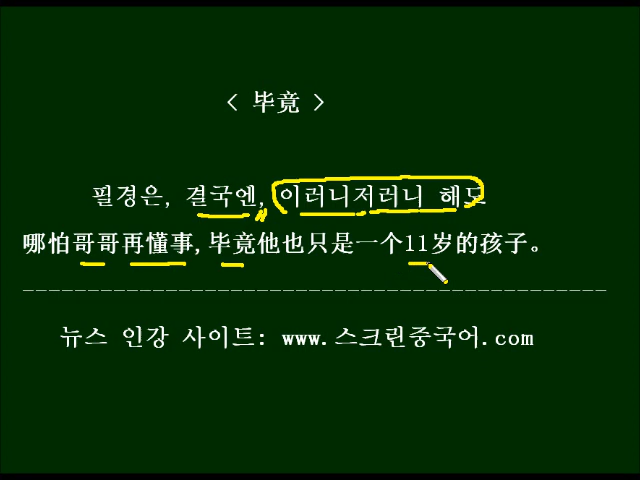 < 毕竟 >
필경은, 결국엔, 이러니저러니 해도
哪怕哥哥再懂事,毕竟他也只是一个11岁的孩子。
뉴스 인강 사이트: www.스크린중국어.com